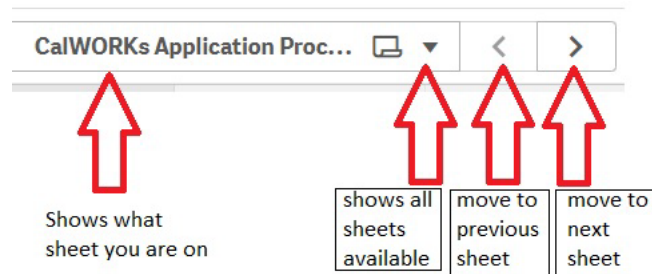 CalWORKs Application Proc...
Shows what
sheet you are on
shows all
sheets
available
move to
previous
sheet
move to
next
sheet